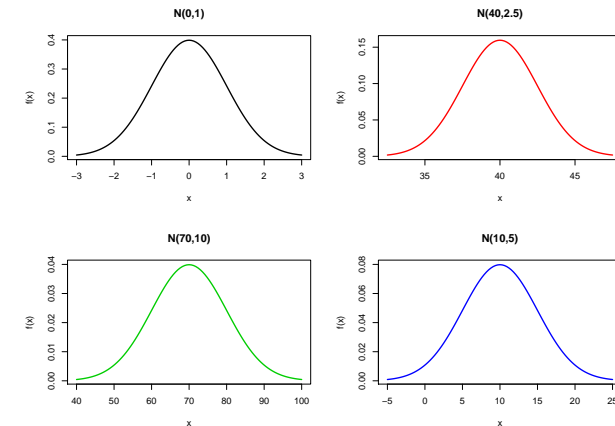 N(0,1)
f(x)
0.0 0.1 0.2 0.3 0.4
−3 −2 −1 0 1 2 3
x
N(40,2.5)
f(x)
0.00 0.05 0.10 0.15
35 40 45
x
N(70,10)
f(x)
0.00 0.01 0.02 0.03 0.04
40 50 60 70 80 90 100
x
N(10,5)
f(x)
0.00 0.02 0.04 0.06 0.08
−5 0 5 10 15 20 25
x